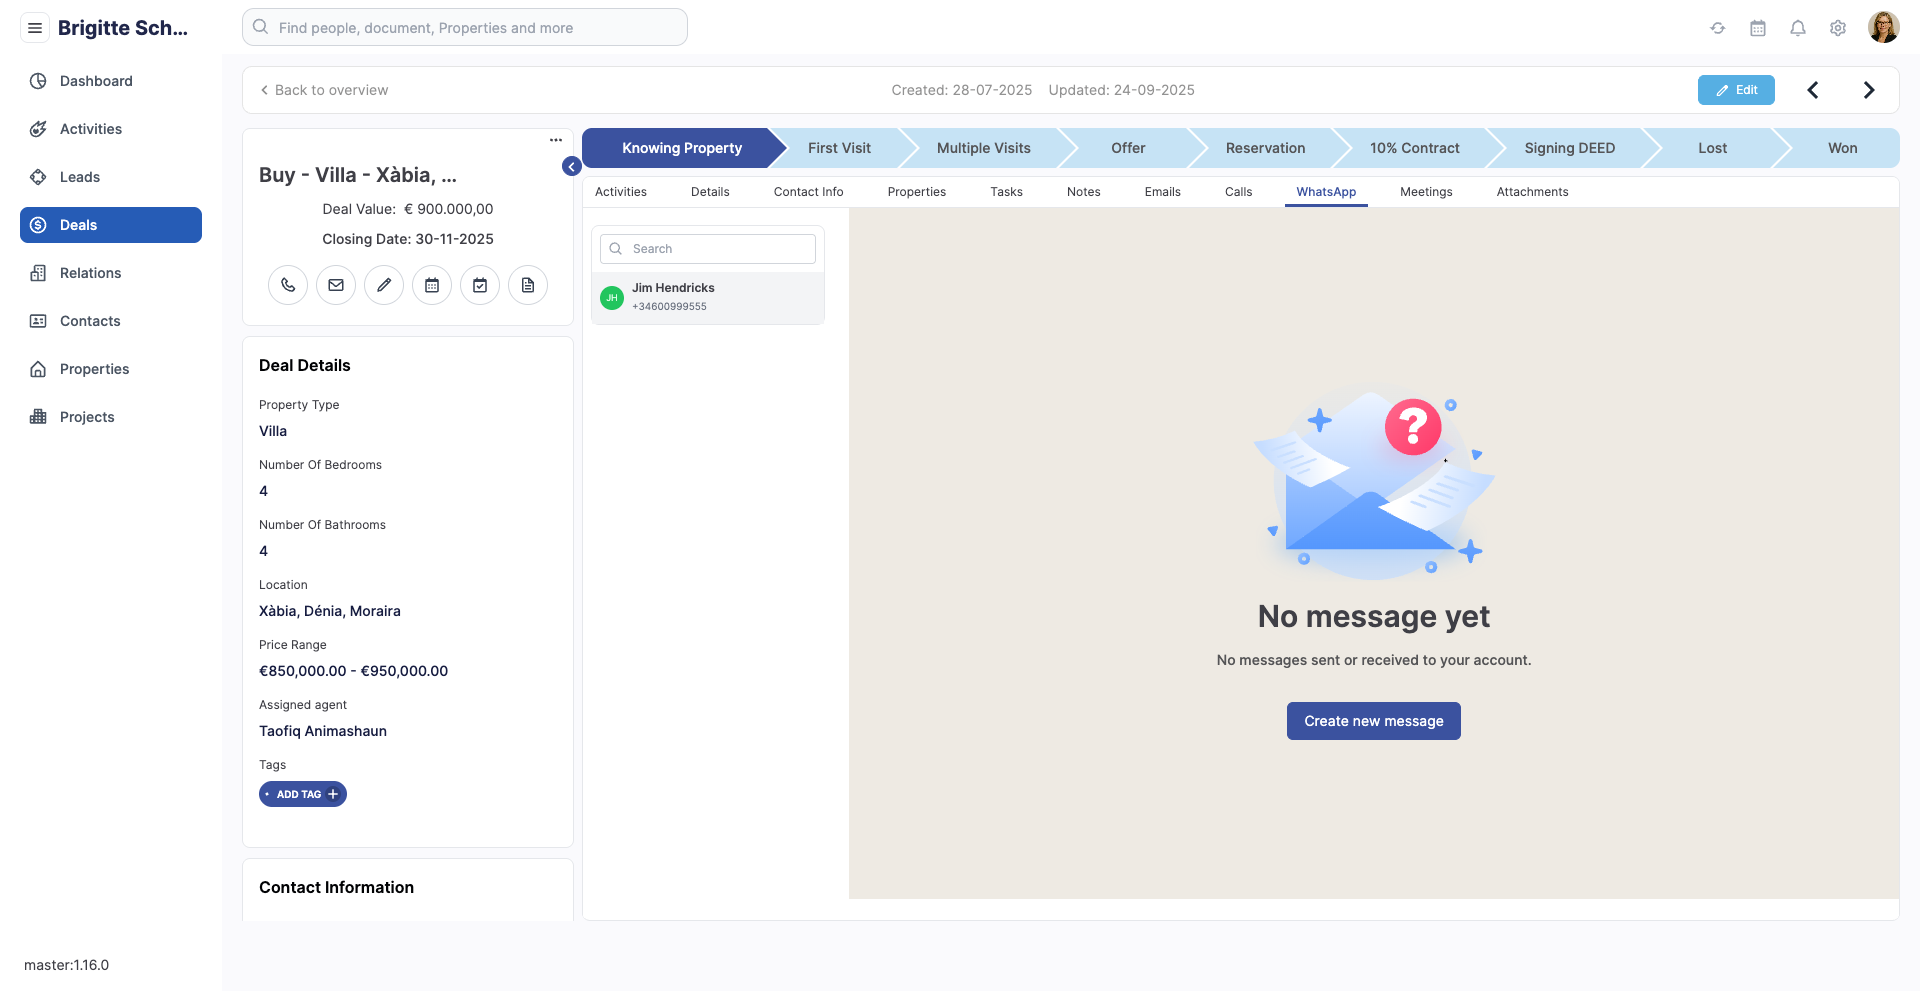 Brigitte Sch...
Find people, document, Properties and more
Dashboard
Activities
Leads
Deals
Relations
Contacts
Properties
Projects
master:1.16.0
Back to overview
Created: 28-07-2025 Updated: 24-09-2025
Edit
Buy - Villa - Xàbia, ...
Deal Value: € 900.000,00
Closing Date: 30-11-2025
Deal Details
Property Type
Villa
Number Of Bedrooms
4
Number Of Bathrooms
4
Location
Xàbia, Dénia, Moraira
Price Range
€850,000.00 - €950,000.00
Assigned agent
Taofiq Animashaun
Tags
• ADD TAG +
Contact Information
Knowing Property First Visit Multiple Visits Offer Reservation 10% Contract Signing DEED Lost Won
Activities Details Contact Info Properties Tasks Notes Emails Calls WhatsApp Meetings Attachments
Search
JH
Jim Hendricks
+34600999555
?
No message yet
No messages sent or received to your account.
Create new message